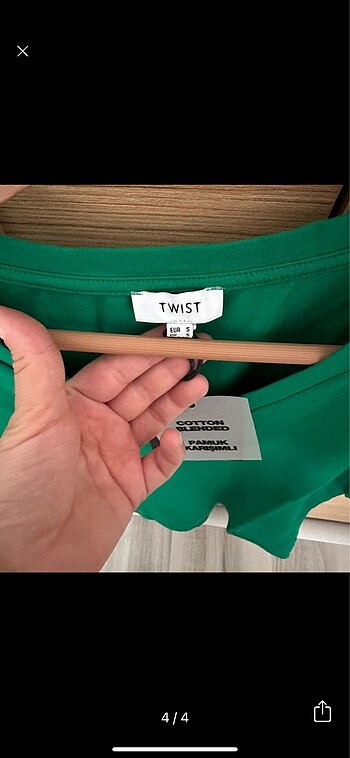 TWIST
EUR S
COTTON
BLENDED
PAMUK
KARIŞIMLI
4 / 4